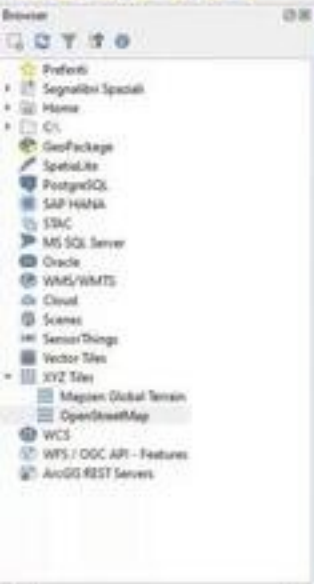 Browser
Preferiti
Segnalibri Spaziali
Home
C:\
GeoPackage
SpatiaLite
PostgreSQL
SAP HANA
STAC
MS SQL Server
Oracle
WMS/WMTS
Cloud
Scenes
SensorThings
Vector Tiles
XYZ Tiles
Mapzen Global Terrain
OpenStreetMap
WCS
WFS / OGC API - Features
ArcGIS REST Servers